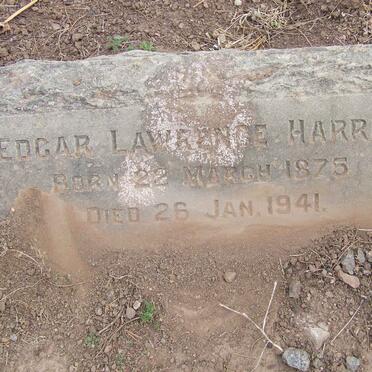 EDGAR LAWRENCE HARR
BORN 22 MARCH 1875
DIED 26 JAN. 1941.